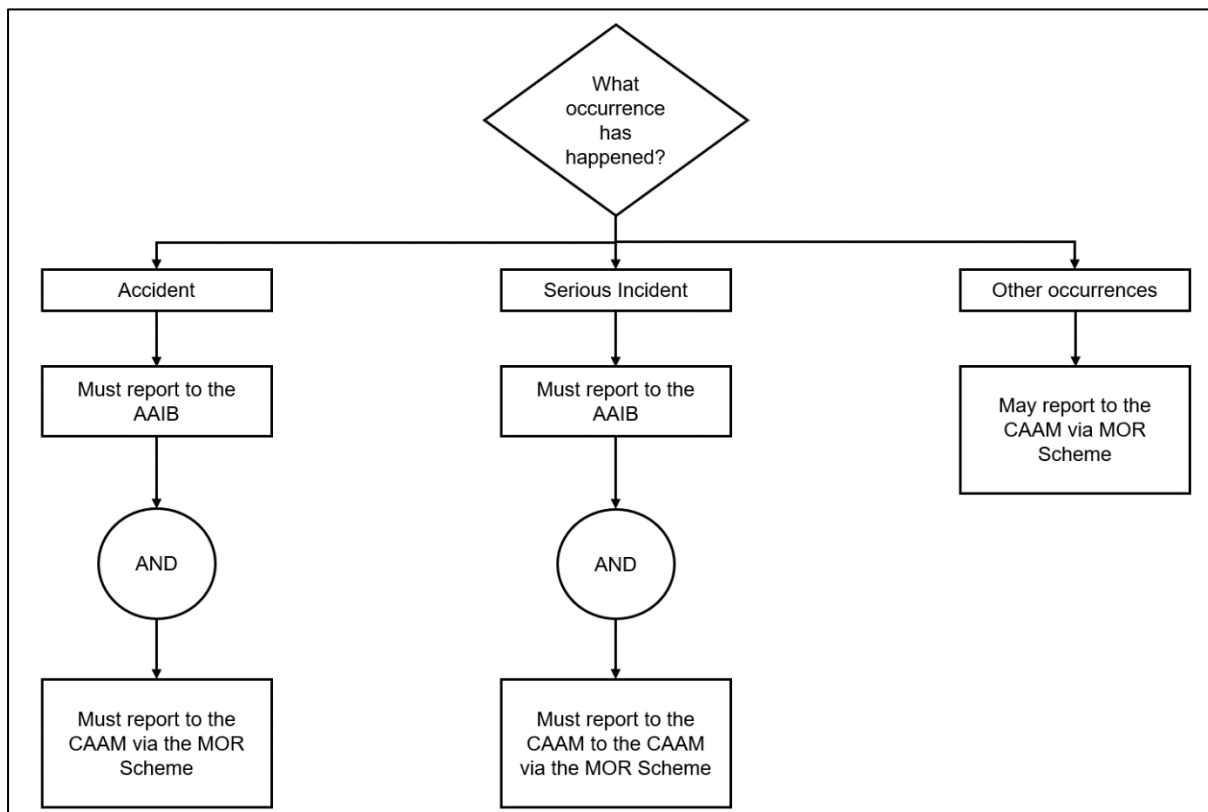 What
occurrence
has
happened?
Accident
Serious Incident
Other occurrences
Must report to the
AAIB
Must report to the
AAIB
May report to the
CAAM via MOR
Scheme
AND
AND
Must report to the
CAAM via the MOR
Scheme
Must report to the
CAAM to the CAAM
via the MOR Scheme